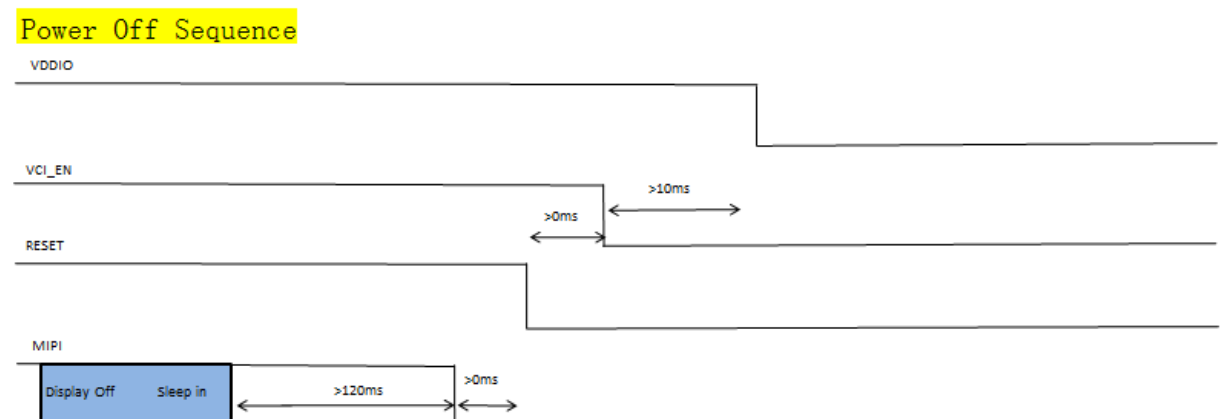 Power Off Sequence
VDDIO
VCI_EN
>10ms
>0ms
RESET
MIPI
Display Off Sleep in >120ms >0ms